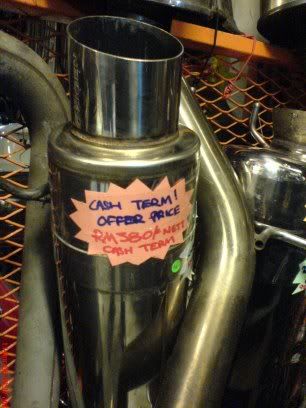 CASH TERM!
OFFER PRICE
RM380/NETT
CASH TERM